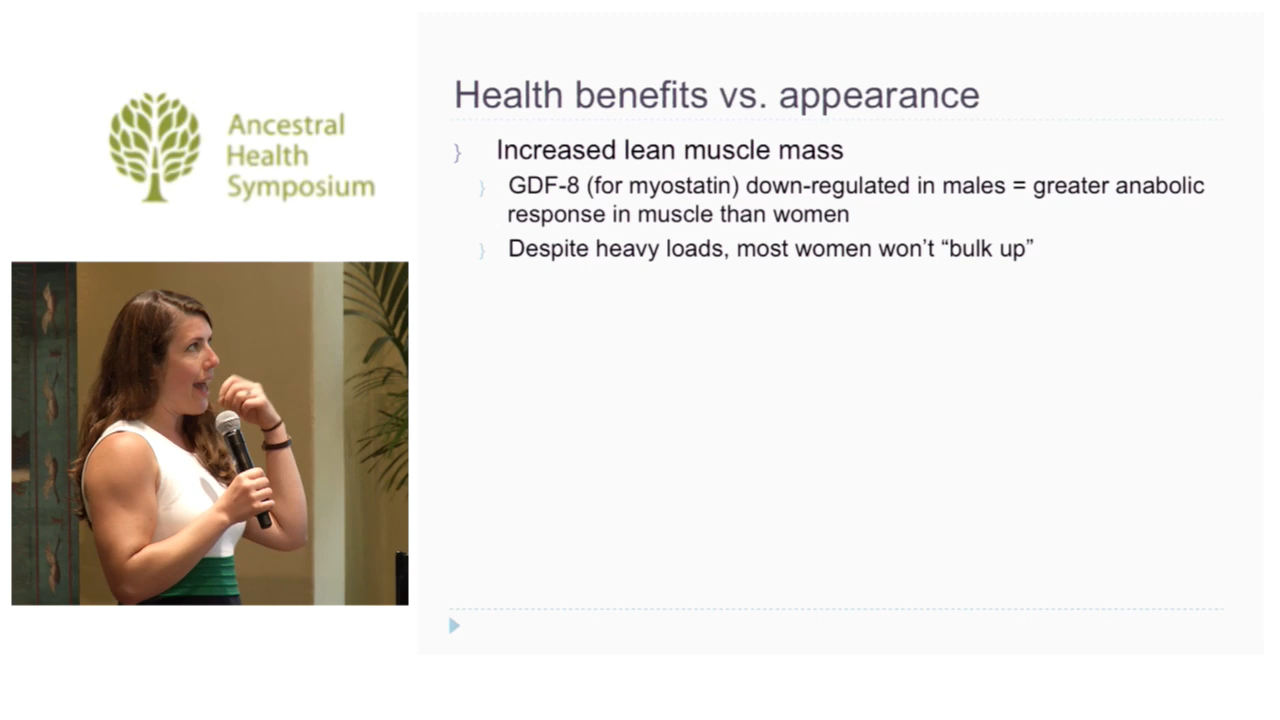 Ancestral
Health
Symposium
Health benefits vs. appearance
} Increased lean muscle mass
} GDF-8 (for myostatin) down-regulated in males = greater anabolic
response in muscle than women
} Despite heavy loads, most women won’t “bulk up”